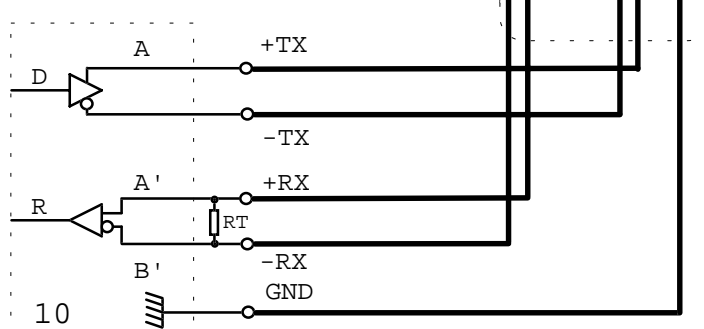 A +TX
D
-TX
A' +RX
R RT
-RX
B' GND
10